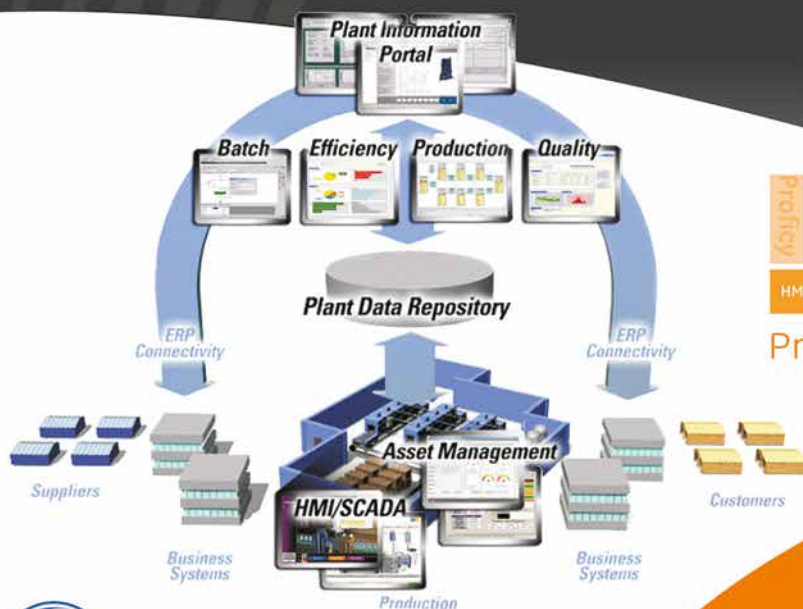 Plant Information
Portal
Batch
Efficiency
Production
Quality
Plant Data Repository
ERP
Connectivity
ERP
Connectivity
Proficy
HM
Pr
Asset Management
Suppliers
HMI/SCADA
Customers
Business
Systems
Business
Systems
Production